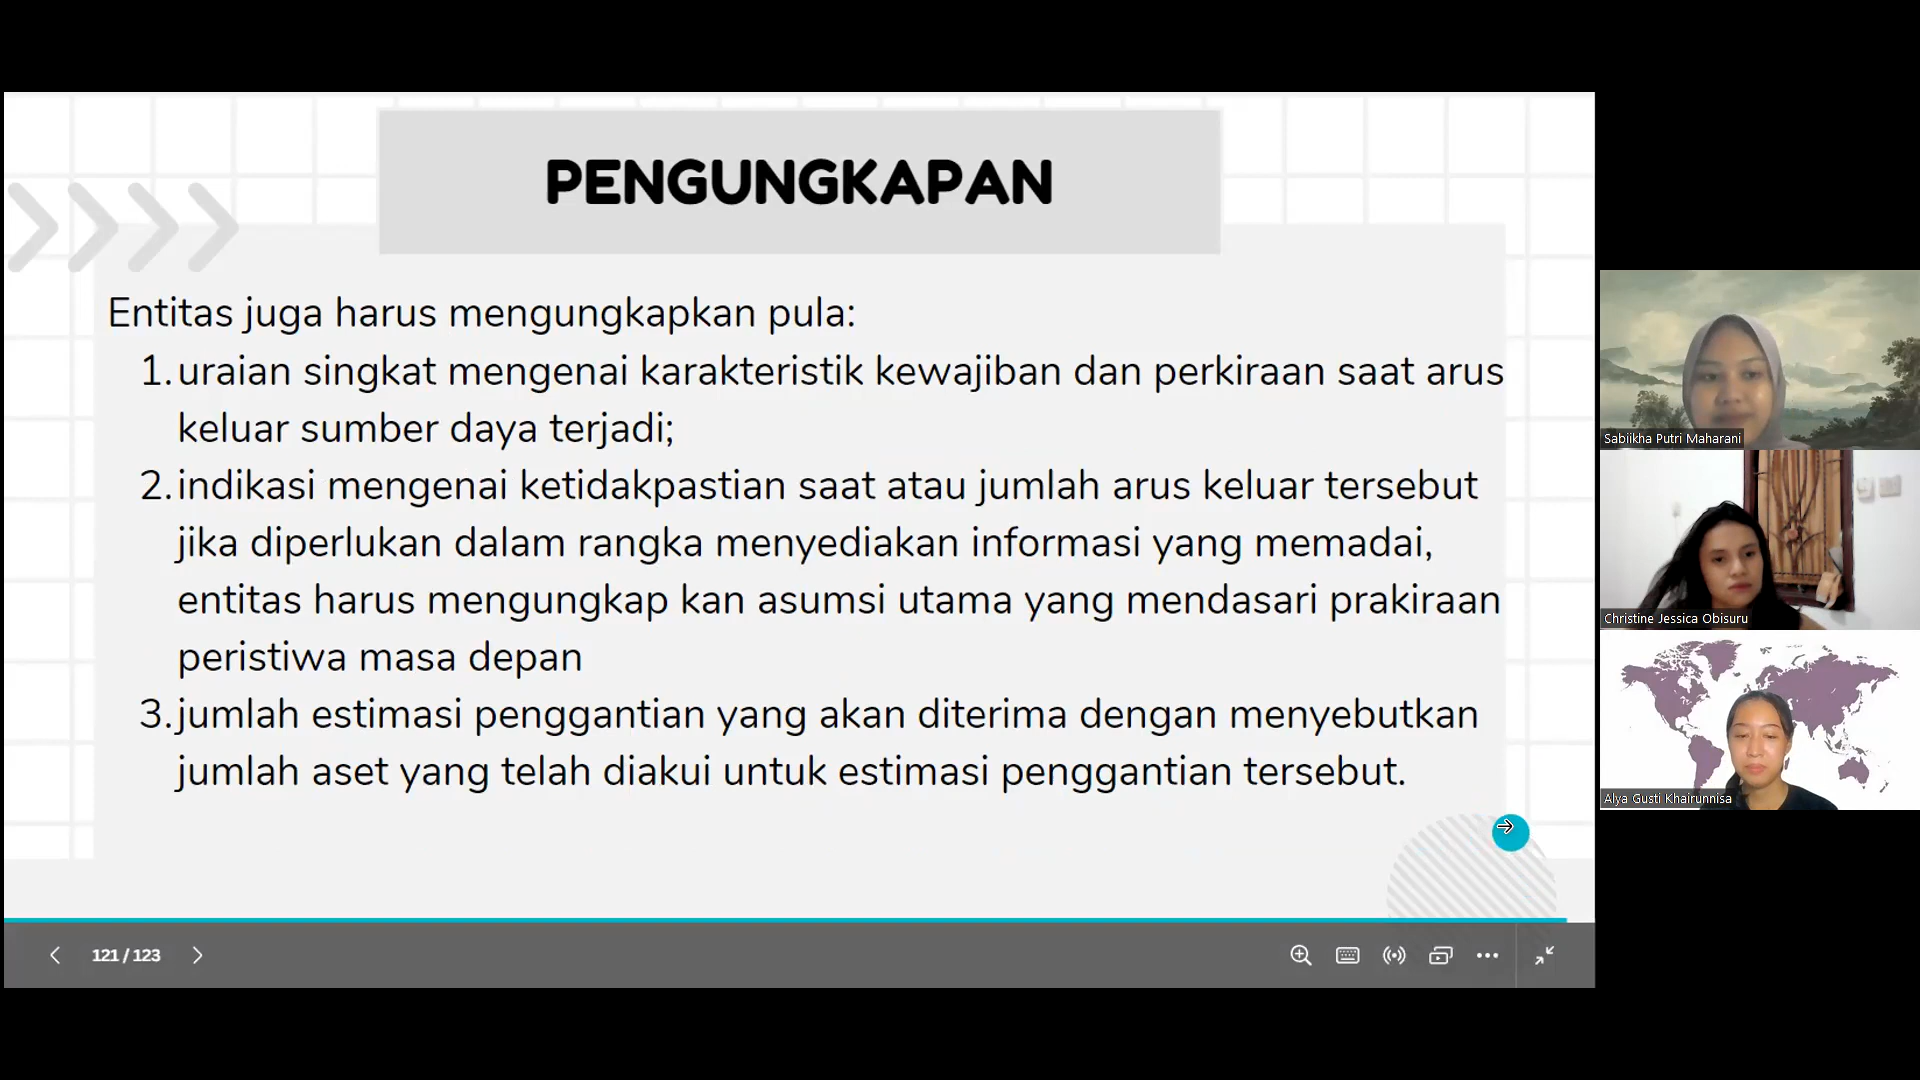 PENGUNGKAPAN
Entitas juga harus mengungkapkan pula:
1. uraian singkat mengenai karakteristik kewajiban dan perkiraan saat arus
keluar sumber daya terjadi;
2. indikasi mengenai ketidakpastian saat atau jumlah arus keluar tersebut
jika diperlukan dalam rangka menyediakan informasi yang memadai,
entitas harus mengungkap kan asumsi utama yang mendasari prakiraan
peristiwa masa depan
3. jumlah estimasi penggantian yang akan diterima dengan menyebutkan
jumlah aset yang telah diakui untuk estimasi penggantian tersebut.
121 / 123
Sabiikha Putri Maharani
Christine Jessica Obisuru
Alya Gusti Khairunnisa